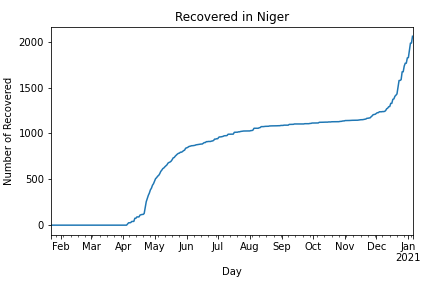 Recovered in Niger
Number of Recovered
2000
1500
1000
500
0
Feb Mar Apr May Jun Jul Aug Sep Oct Nov Dec Jan
2021
Day